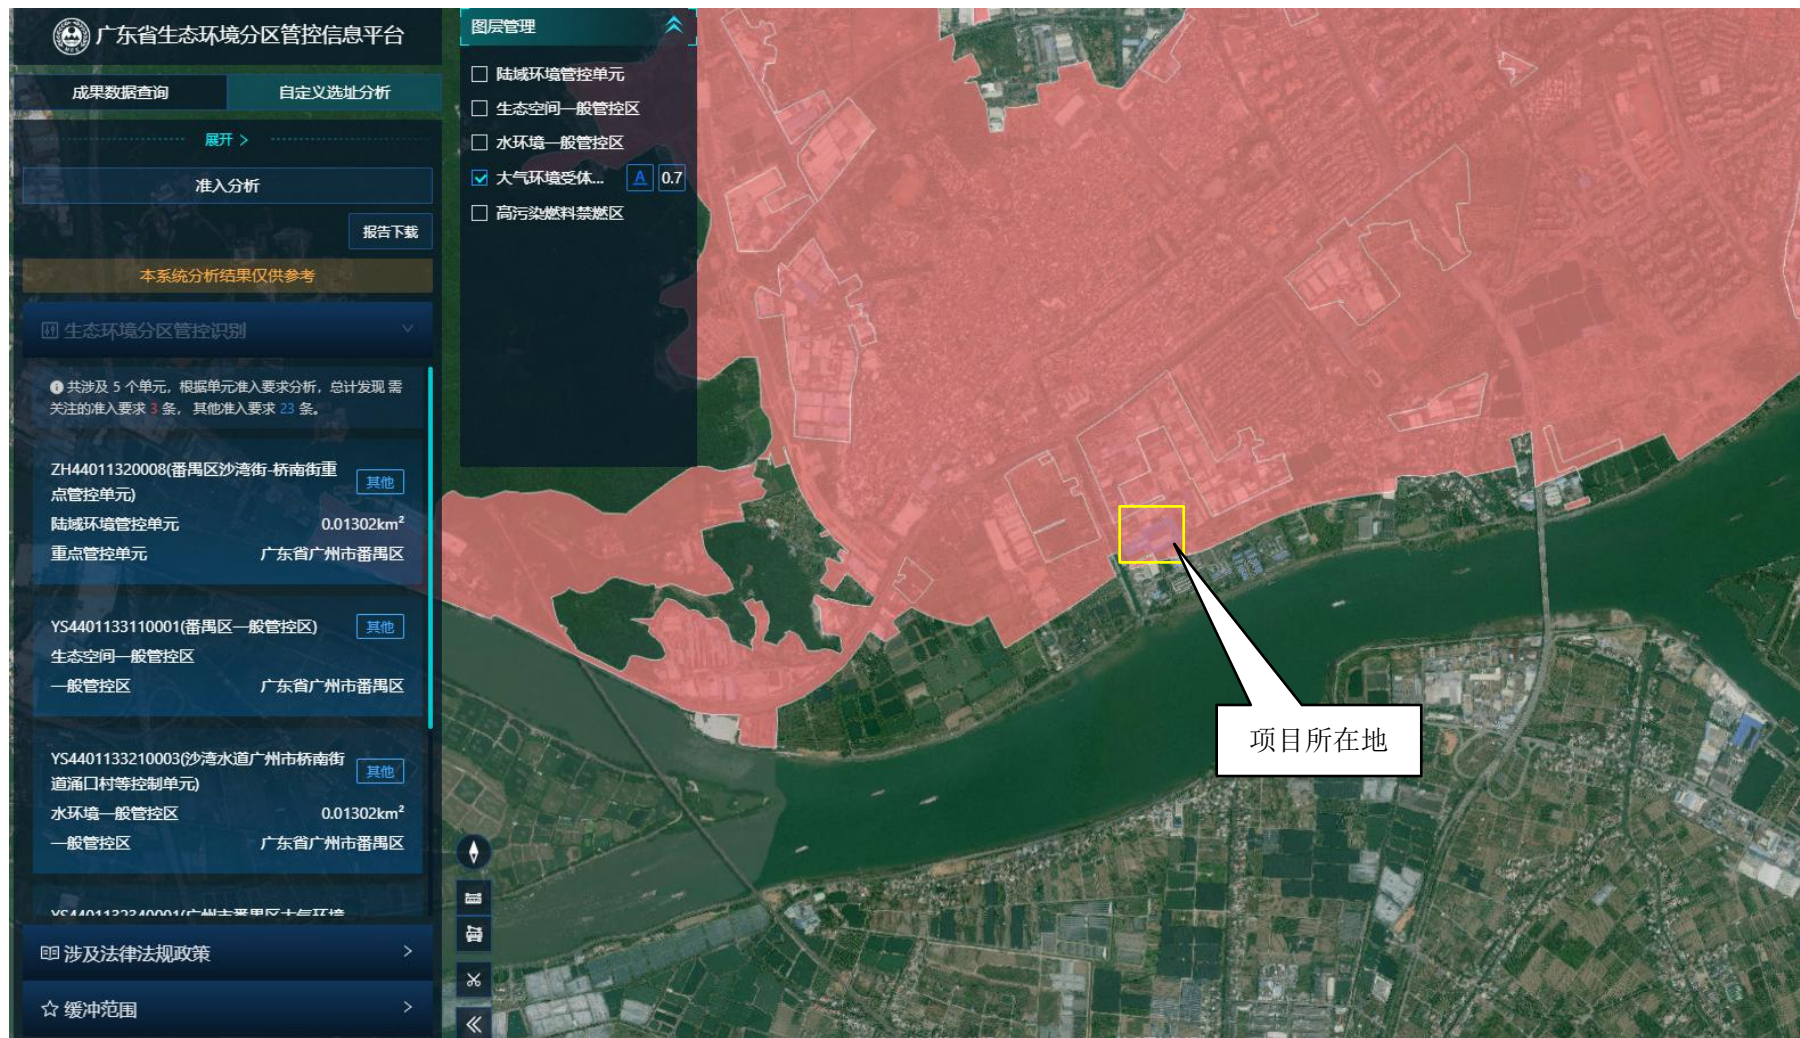 广东省生态环境分区管控信息平台
成果数据查询
自定义选址分析
展开 >
准入分析
报告下载
本系统分析结果仅供参考
生态环境分区管控识别
共涉及 5 个单元，根据单元准入要求分析，总计发现 需
关注的准入要求 3 条， 其他准入要求 23 条。
ZH44011320008(番禺区沙湾街-桥南街重
点管控单元)
其他
陆域环境管控单元 0.01302km²
重点管控单元 广东省广州市番禺区
YS4401133110001(番禺区一般管控区)
其他
生态空间一般管控区
一般管控区 广东省广州市番禺区
YS4401133210003(沙湾水道广州市桥南街
道涌口村等控制单元)
其他
水环境一般管控区 0.01302km²
一般管控区 广东省广州市番禺区
YS4401132340001(广州市番禺区大气环境
涉及法律法规政策 >
缓冲范围 >
图层管理
陆域环境管控单元
生态空间一般管控区
水环境一般管控区
大气环境受体... A 0.7
高污染燃料禁燃区
项目所在地